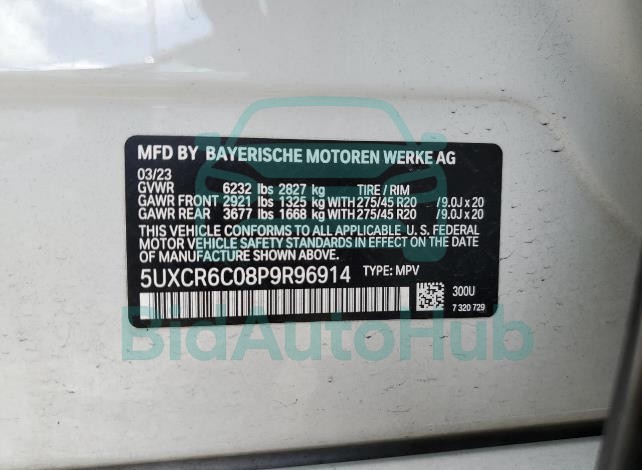 MFD BY BAYERISCHE MOTOREN WERKE AG
03/23
GVWR 6232 lbs 2827 kg TIRE / RIM
GAWR FRONT 2921 lbs 1325 kg WITH 275/45 R20 /9.0J x 20
GAWR REAR 3677 lbs 1668 kg WITH 275/45 R20 /9.0J x 20
THIS VEHICLE CONFORMS TO ALL APPLICABLE U. S. FEDERAL
MOTOR VEHICLE SAFETY STANDARDS IN EFFECT ON THE
DATE OF MANUFACTURE SHOWN ABOVE.
5UXCR6C08P9R96914 TYPE: MPV
300U
7 320 729
BidAutoHub